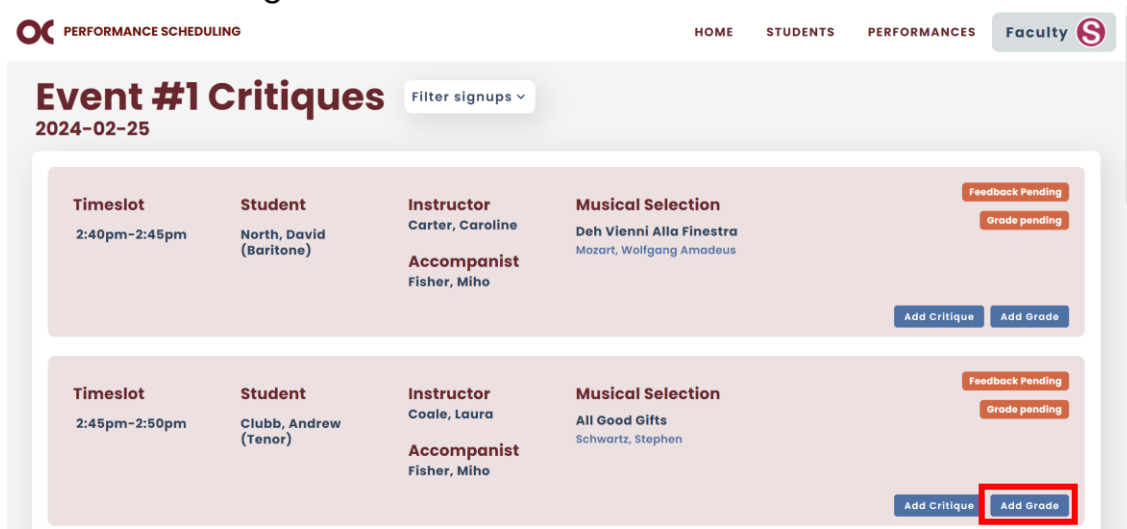 OC PERFORMANCE SCHEDULING
HOME STUDENTS PERFORMANCES Faculty S
Event #1 Critiques Filter signups
2024-02-25
Timeslot
2:40pm-2:45pm
Student
North, David
(Baritone)
Instructor
Carter, Caroline
Accompanist
Fisher, Miho
Musical Selection
Deh Vienni Alla Finestra
Mozart, Wolfgang Amadeus
Feedback Pending
Grade pending
Add Critique Add Grade
Timeslot
2:45pm-2:50pm
Student
Clubb, Andrew
(Tenor)
Instructor
Coale, Laura
Accompanist
Fisher, Miho
Musical Selection
All Good Gifts
Schwartz, Stephen
Feedback Pending
Grade pending
Add Critique Add Grade